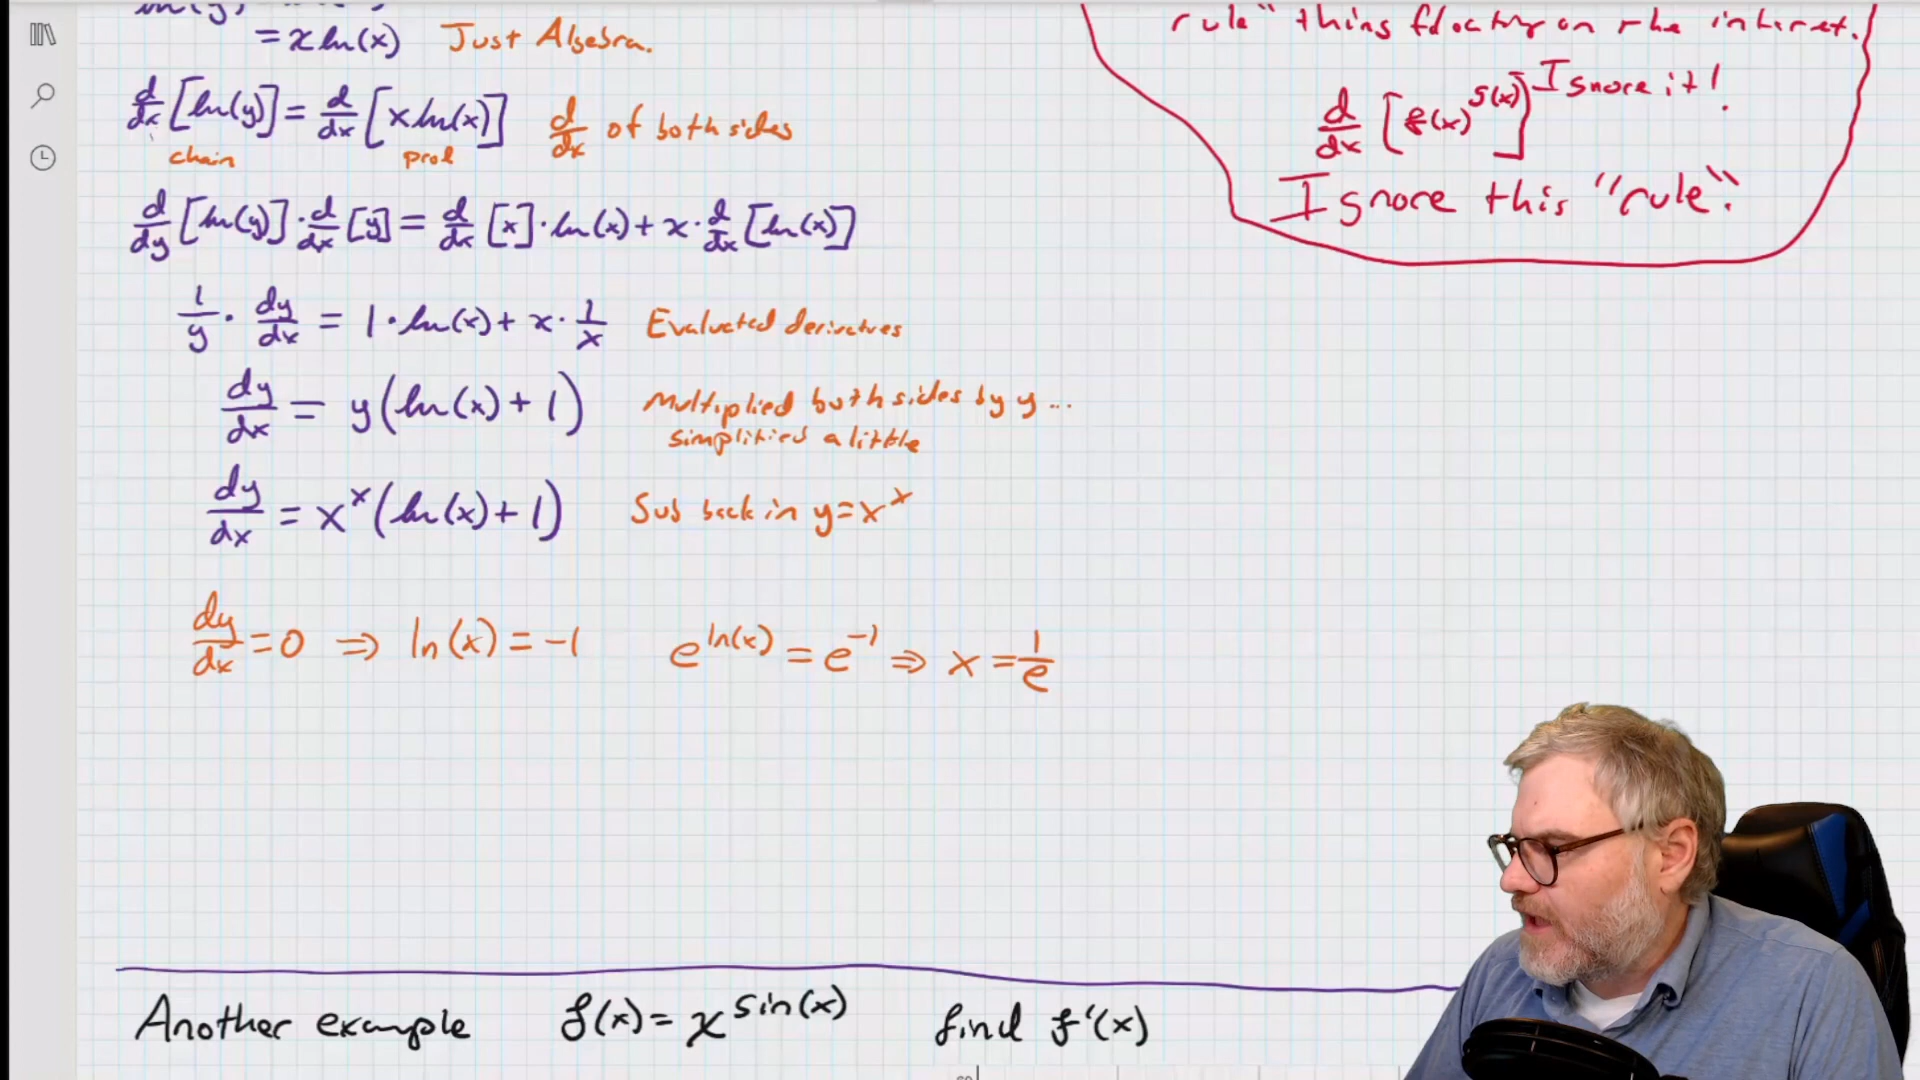 ln(y)
= x ln(x) Just Algebra.
d/dx [ln(y)] = d/dx [x ln(x)] d/dx of both sides
chain prod
d/dy [ln(y)] · d/dx [y] = d/dx [x] · ln(x) + x · d/dx [ln(x)]
1/y · dy/dx = 1 · ln(x) + x · 1/x Evaluated derivatives
dy/dx = y(ln(x) + 1) Multiplied both sides by y ...
simplified a little
dy/dx = x^x (ln(x) + 1) Sub back in y = x^x
dy/dx = 0 ⇒ ln(x) = -1 e^ln(x) = e^-1 ⇒ x = 1/e
rule" thing floating on the internet.
Ignore it!
d/dx [f(x)^g(x)]
Ignore this "rule".
Another example f(x) = x^sin(x) find f'(x)